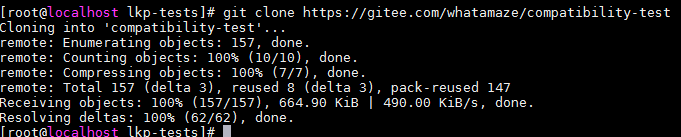 [root@localhost lkp-tests]# git clone https://gitee.com/whatamaze/compatibility-test
Cloning into 'compatibility-test'...
remote: Enumerating objects: 157, done.
remote: Counting objects: 100% (10/10), done.
remote: Compressing objects: 100% (7/7), done.
remote: Total 157 (delta 3), reused 8 (delta 3), pack-reused 147
Receiving objects: 100% (157/157), 664.90 KiB | 490.00 KiB/s, done.
Resolving deltas: 100% (62/62), done.
[root@localhost lkp-tests]#